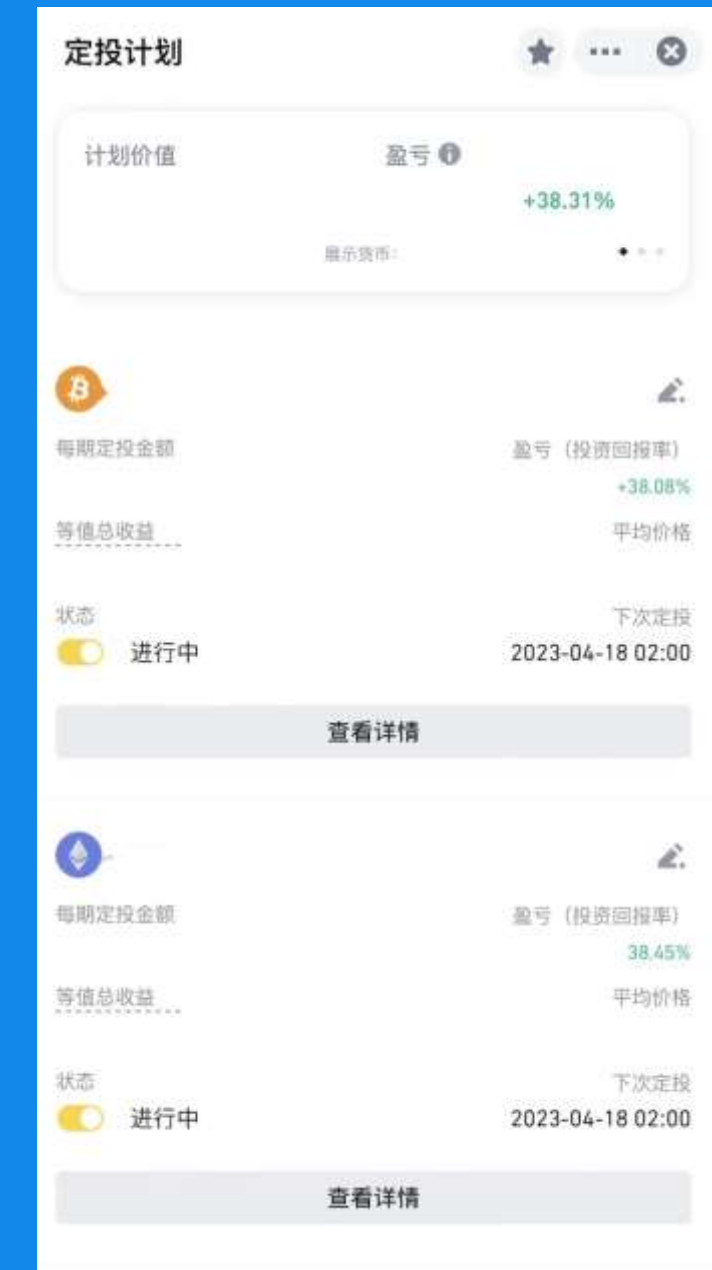 定投计划
计划价值 盈亏
+38.31%
展示货币:
每期定投金额 盈亏（投资回报率）
+38.08%
等值总收益 平均价格
状态 下次定投
进行中 2023-04-18 02:00
查看详情
每期定投金额 盈亏（投资回报率）
38.45%
等值总收益 平均价格
状态 下次定投
进行中 2023-04-18 02:00
查看详情